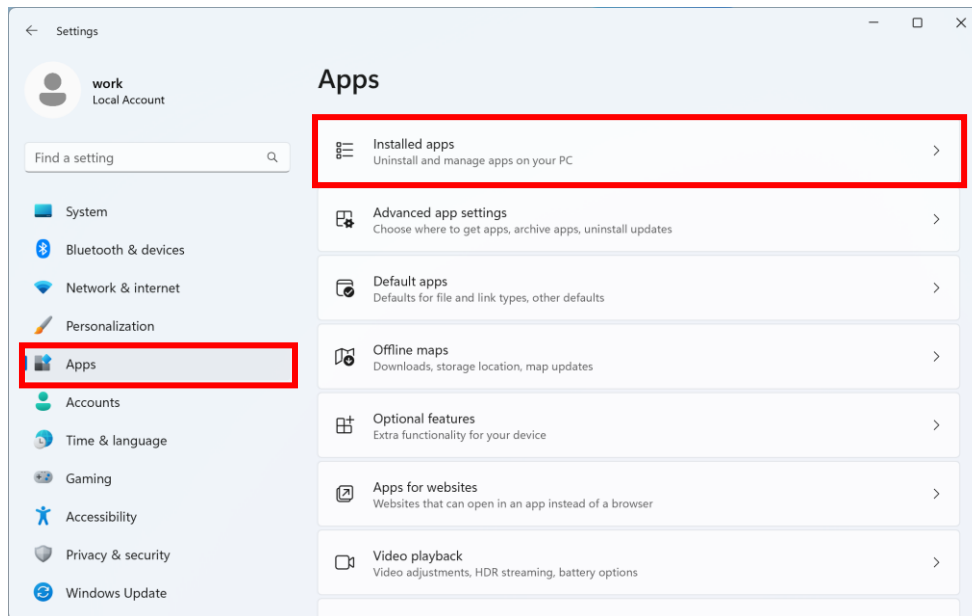 Settings
work
Local Account
Find a setting
System
Bluetooth & devices
Network & internet
Personalization
Apps
Accounts
Time & language
Gaming
Accessibility
Privacy & security
Windows Update
Apps
Installed apps
Uninstall and manage apps on your PC
Advanced app settings
Choose where to get apps, archive apps, uninstall updates
Default apps
Defaults for file and link types, other defaults
Offline maps
Downloads, storage location, map updates
Optional features
Extra functionality for your device
Apps for websites
Websites that can open in an app instead of a browser
Video playback
Video adjustments, HDR streaming, battery options